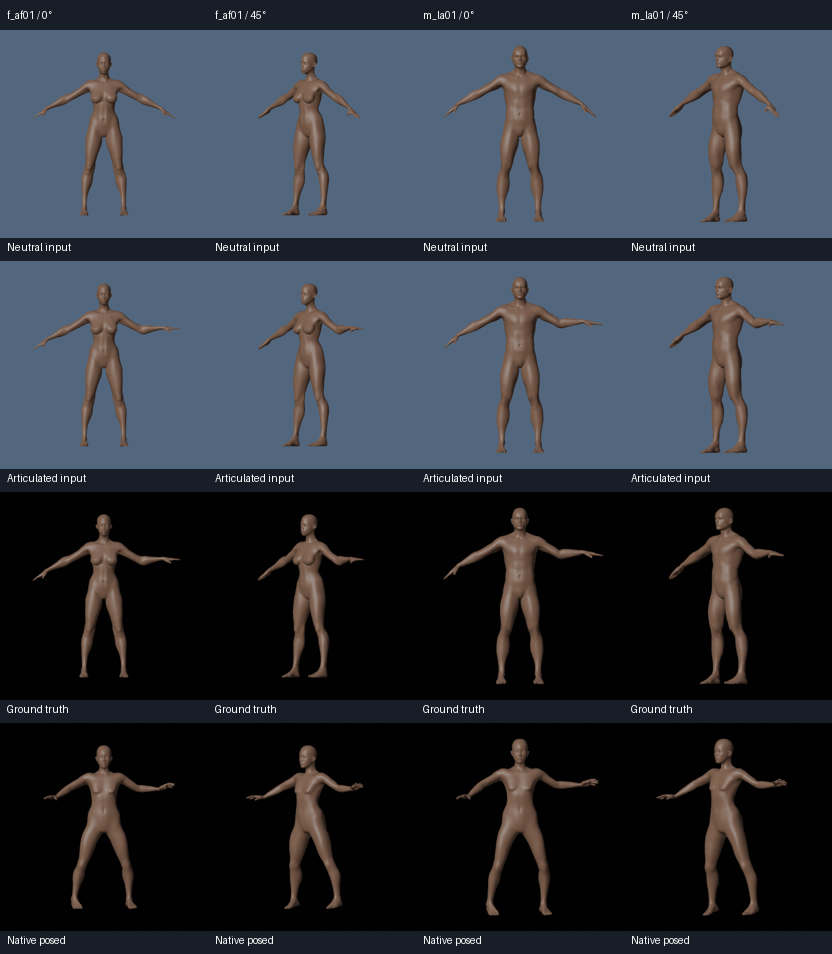 f_af01 / 0° f_af01 / 45° m_la01 / 0° m_la01 / 45°
Neutral input Neutral input Neutral input Neutral input
Articulated input Articulated input Articulated input Articulated input
Ground truth Ground truth Ground truth Ground truth
Native posed Native posed Native posed Native posed